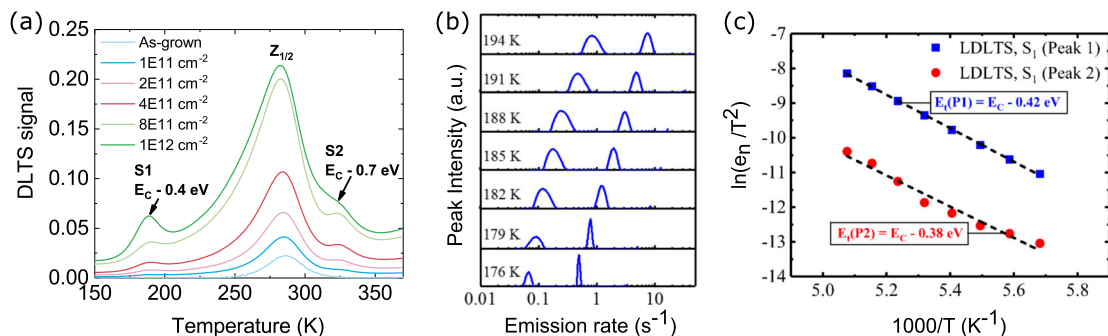 (a)
DLTS signal
0.25
0.20
0.15
0.10
0.05
0.00
As-grown
1E11 cm⁻²
2E11 cm⁻²
4E11 cm⁻²
8E11 cm⁻²
1E12 cm⁻²
Z₁/₂
S1
E_C - 0.4 eV
S2
E_C - 0.7 eV
150 200 250 300 350
Temperature (K)
(b)
Peak Intensity (a.u.)
194 K
191 K
188 K
185 K
182 K
179 K
176 K
0.01 0.1 1 10
Emission rate (s⁻¹)
(c)
ln(eₙ/T²)
-7
-8
-9
-10
-11
-12
-13
-14
LDLTS, S₁ (Peak 1)
LDLTS, S₁ (Peak 2)
Eₜ(P1) = E_C - 0.42 eV
Eₜ(P2) = E_C - 0.38 eV
5.0 5.2 5.4 5.6 5.8
1000/T (K⁻¹)